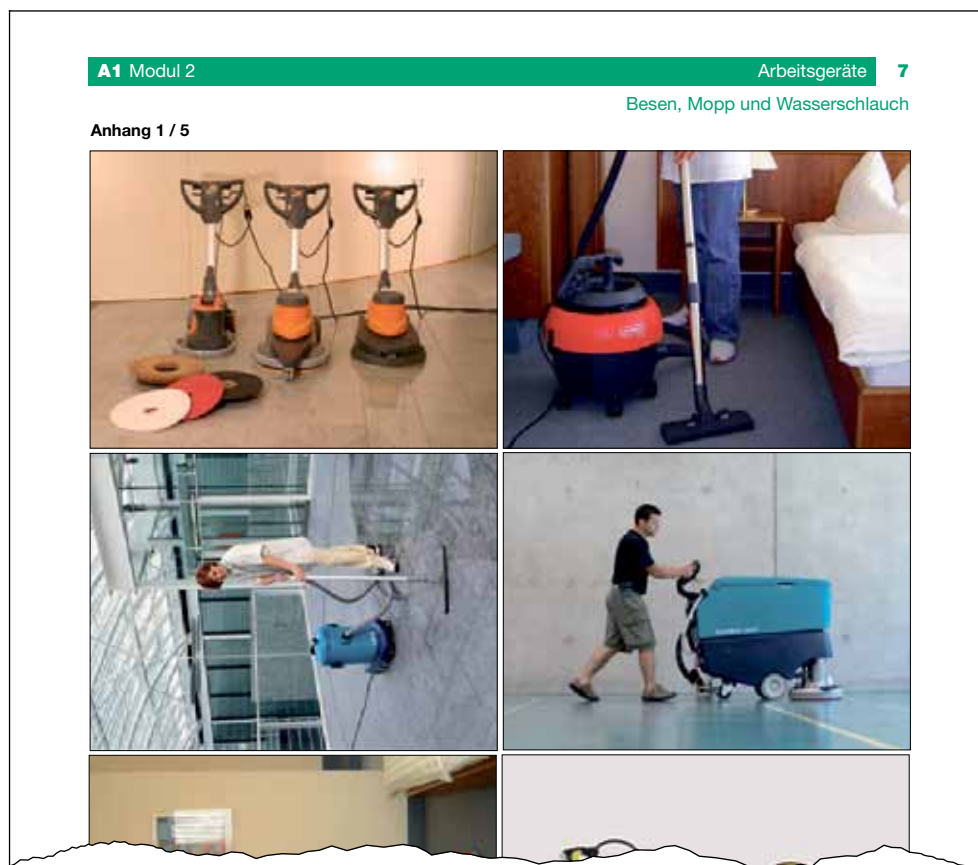 A1 Modul 2
Arbeitsgeräte 7
Besen, Mopp und Wasserschlauch
Anhang 1 / 5